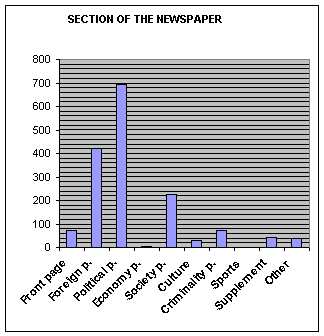 SECTION OF THE NEWSPAPER
800
700
600
500
400
300
200
100
0
Front page
Foreign p.
Political p.
Economy p.
Society p.
Culture
Criminality p.
Sports
Supplement
Other